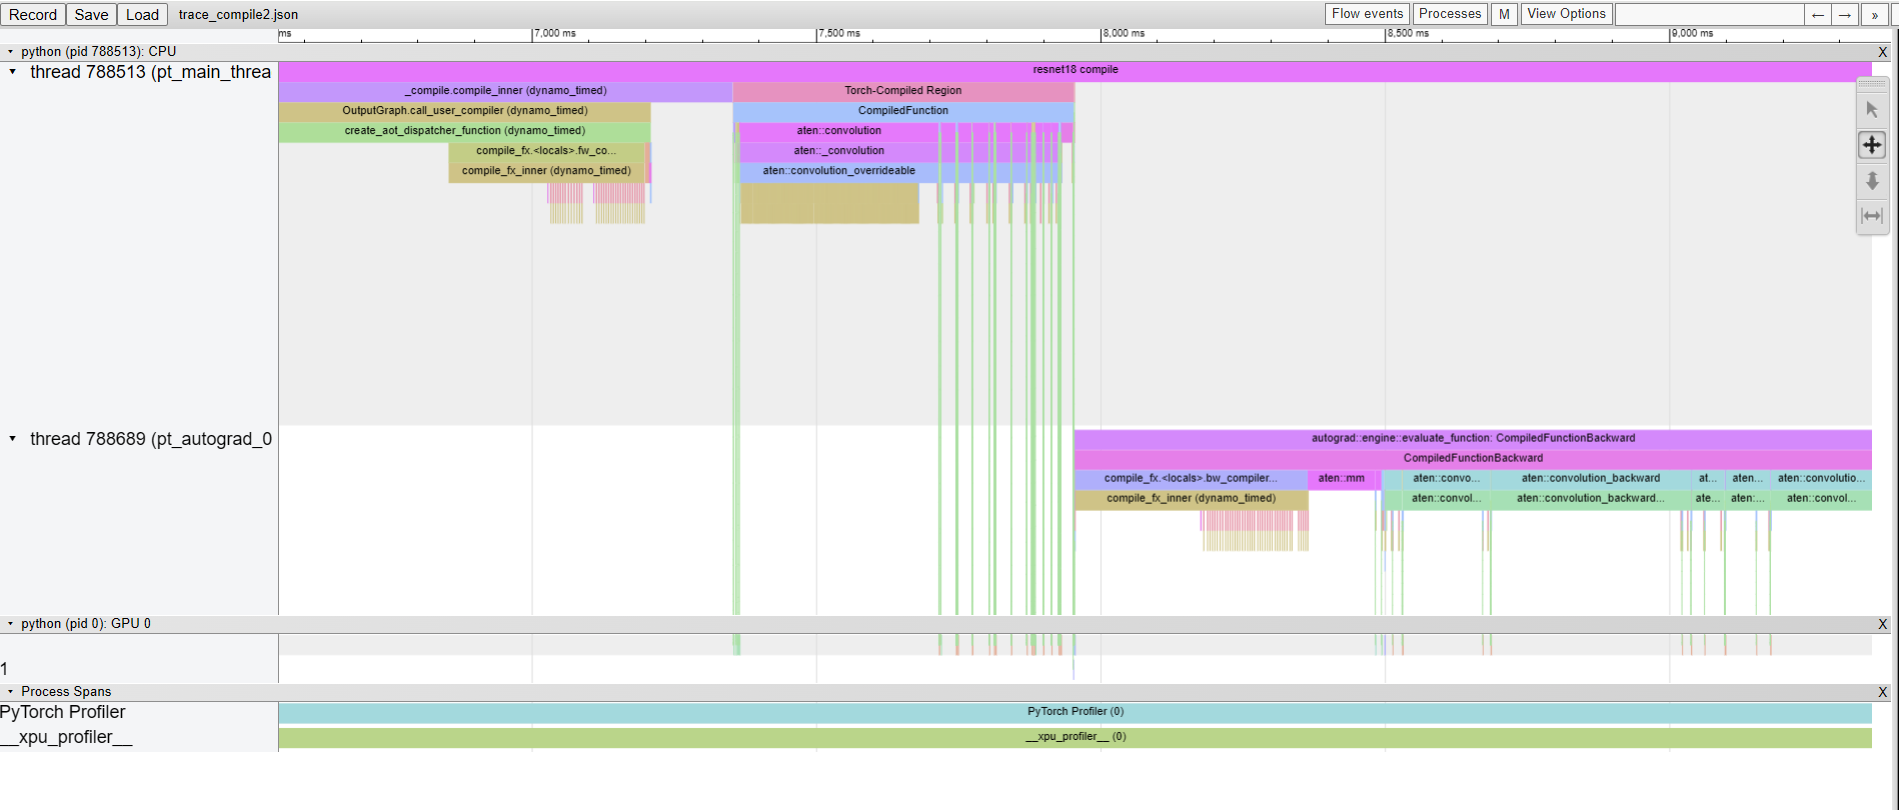 Record Save Load trace_compile2.json Flow events Processes M View Options ← → »
ms 7,000 ms 7,500 ms 8,000 ms 8,500 ms 9,000 ms
python (pid 788513): CPU X
thread 788513 (pt_main_threa
resnet18 compile
_compile.compile_inner (dynamo_timed) Torch-Compiled Region
OutputGraph.call_user_compiler (dynamo_timed) CompiledFunction
create_aot_dispatcher_function (dynamo_timed) aten::convolution
compile_fx.<locals>.fw_co... aten::_convolution
compile_fx_inner (dynamo_timed) aten::convolution_overrideable
thread 788689 (pt_autograd_0
autograd::engine::evaluate_function: CompiledFunctionBackward
CompiledFunctionBackward
compile_fx.<locals>.bw_compiler... aten::mm aten::convo... aten::convolution_backward at... aten... aten::convolutio...
compile_fx_inner (dynamo_timed) aten::convol... aten::convolution_backward... ate... aten:... aten::convol...
python (pid 0): GPU 0 X
1
Process Spans X
PyTorch Profiler PyTorch Profiler (0)
__xpu_profiler__ __xpu_profiler__ (0)